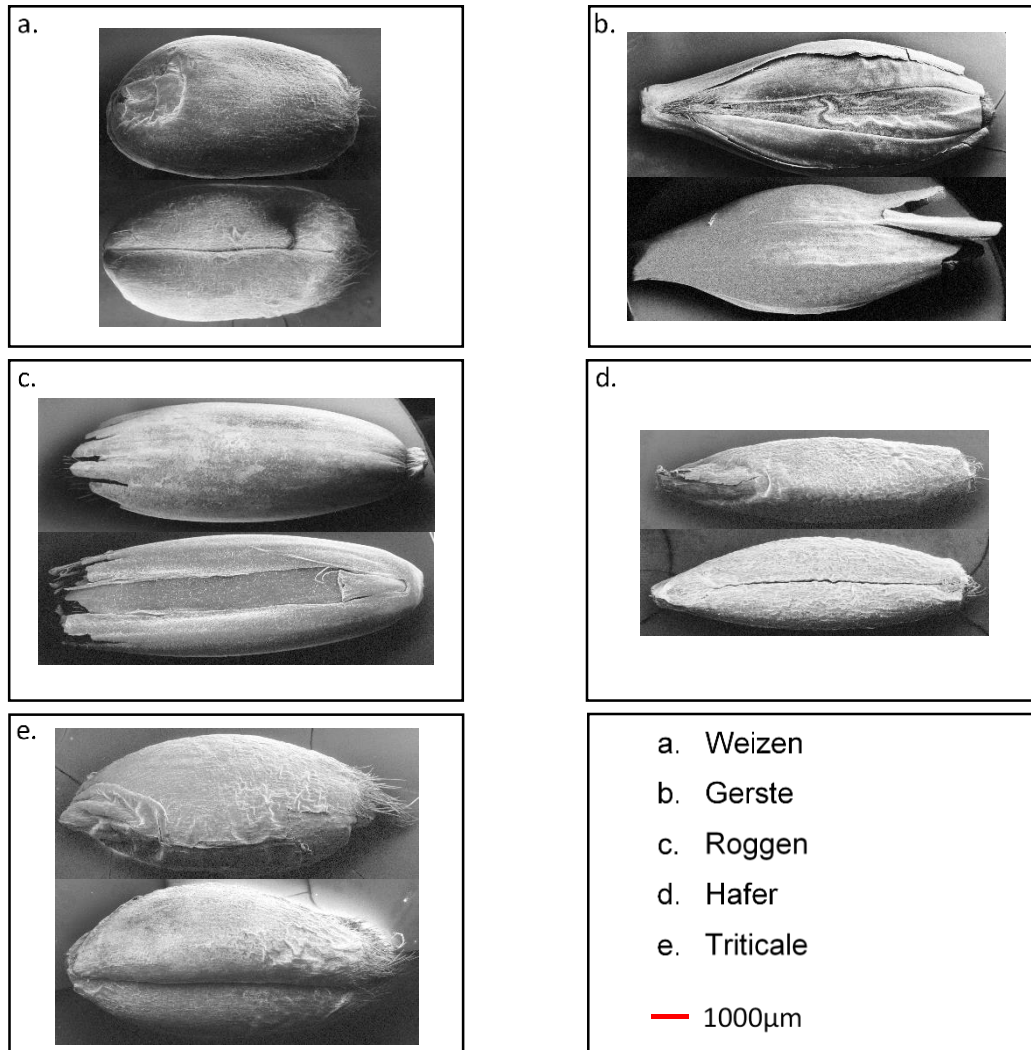 a.
b.
c.
d.
e.
a. Weizen
b. Gerste
c. Roggen
d. Hafer
e. Triticale
1000µm